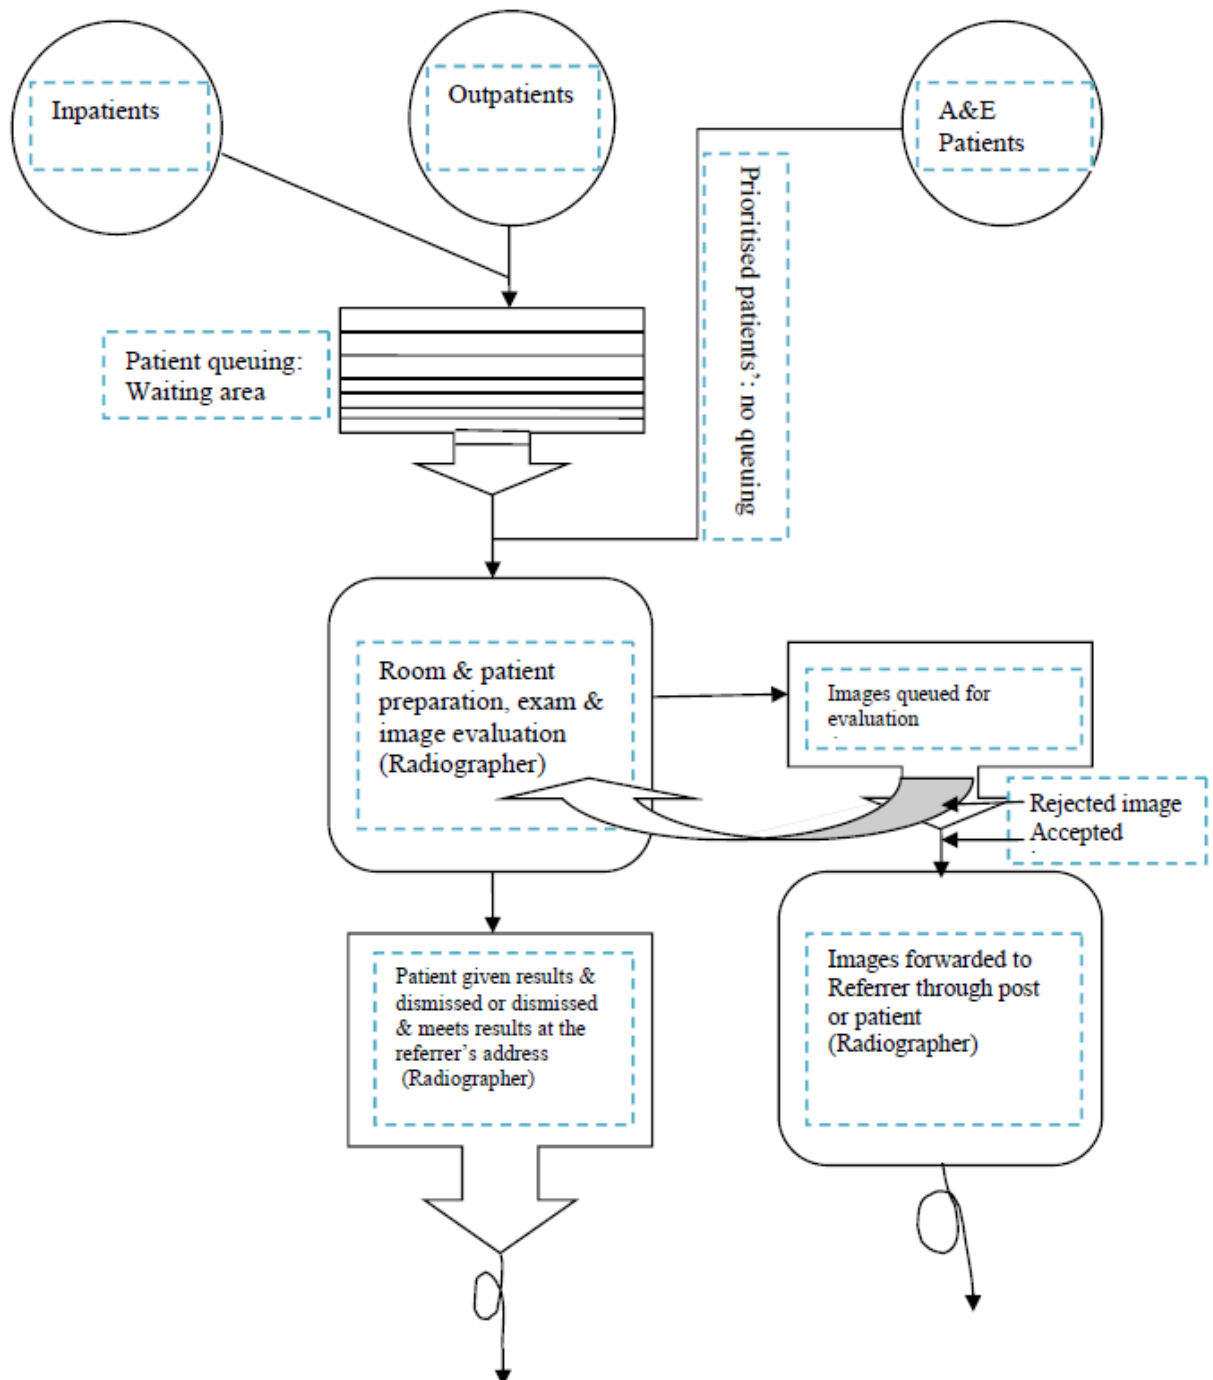 Inpatients
Outpatients
A&E
Patients
Prioritised patients’: no queuing
Patient queuing:
Waiting area
Room & patient
preparation, exam &
image evaluation
(Radiographer)
Images queued for
evaluation
Rejected image
Accepted
Patient given results &
dismissed or dismissed
& meets results at the
referrer’s address
(Radiographer)
Images forwarded to
Referrer through post
or patient
(Radiographer)